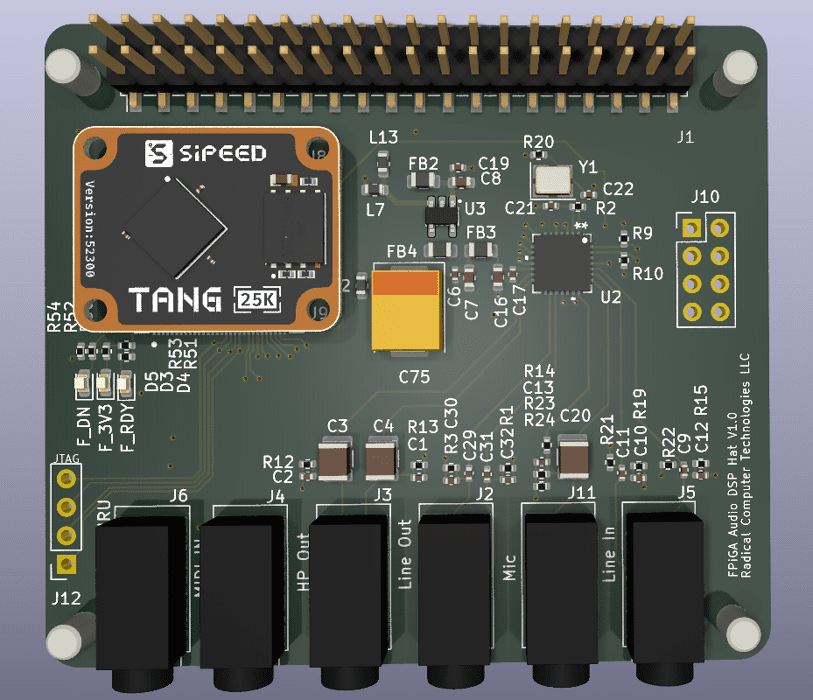 J1
SiPEED
J8
Version:52300
TANG
25K
J9
L13
L7
FB2
C19
C8
U3
FB3
FB4
C6
C7
C16
C17
C75
R20
Y1
C22
C21
R2
**
R9
R10
U2
J10
2
R54
R52
R53
R51
D5
D3
D4
F_DN
F_3V3
F_RDY
JTAG
J12
R12
C2
C3
C4
R13
C1
C30
R3
C29
C31
R1
C32
R14
C13
R23
R24
C20
R21
C11
R19
C10
R22
C9
R15
C12
J6
J4
J3
J2
J11
J5
HP Out
Line Out
Mic
Line In
FPiGA Audio DSP Hat V1.0
Radical Computer Technologies LLC